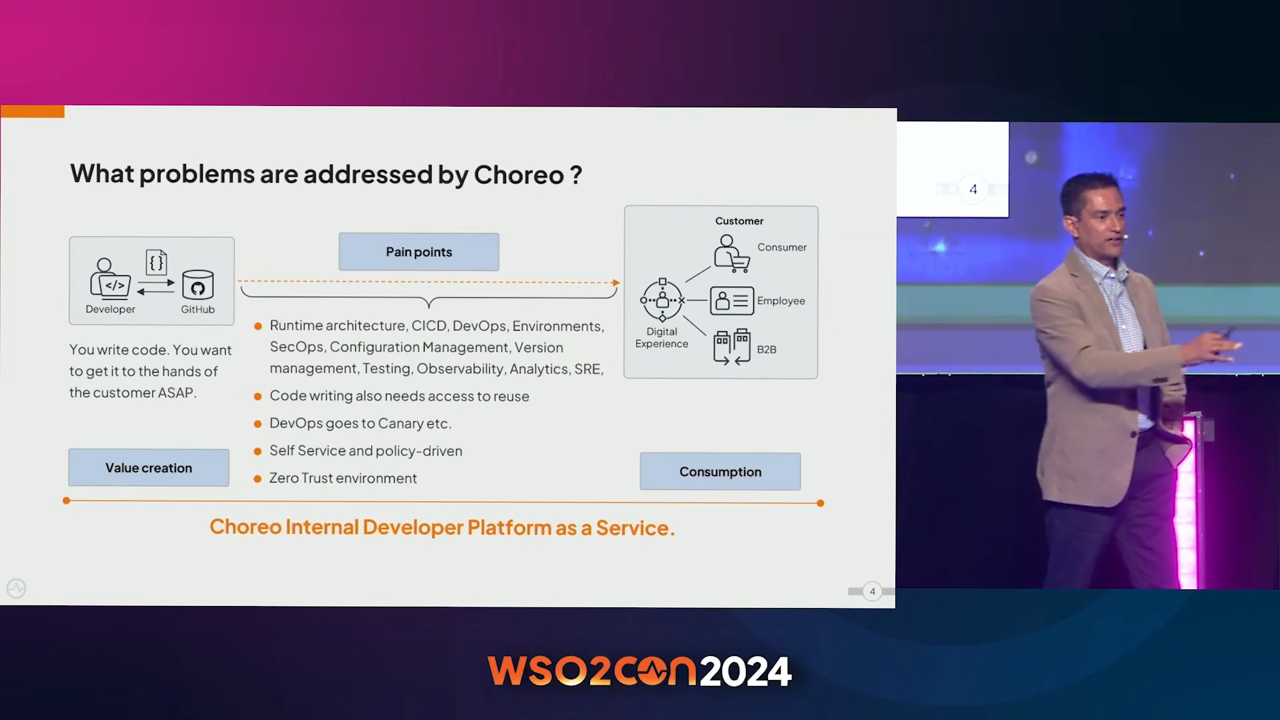 What problems are addressed by Choreo ?
Pain points
Developer
GitHub
You write code. You want
to get it to the hands of
the customer ASAP.
Value creation
Runtime architecture, CICD, DevOps, Environments,
SecOps, Configuration Management, Version
management, Testing, Observability, Analytics, SRE,
Code writing also needs access to reuse
DevOps goes to Canary etc.
Self Service and policy-driven
Zero Trust environment
Customer
Consumer
Employee
B2B
Digital
Experience
Consumption
Choreo Internal Developer Platform as a Service.
4
4
WSO2CON2024